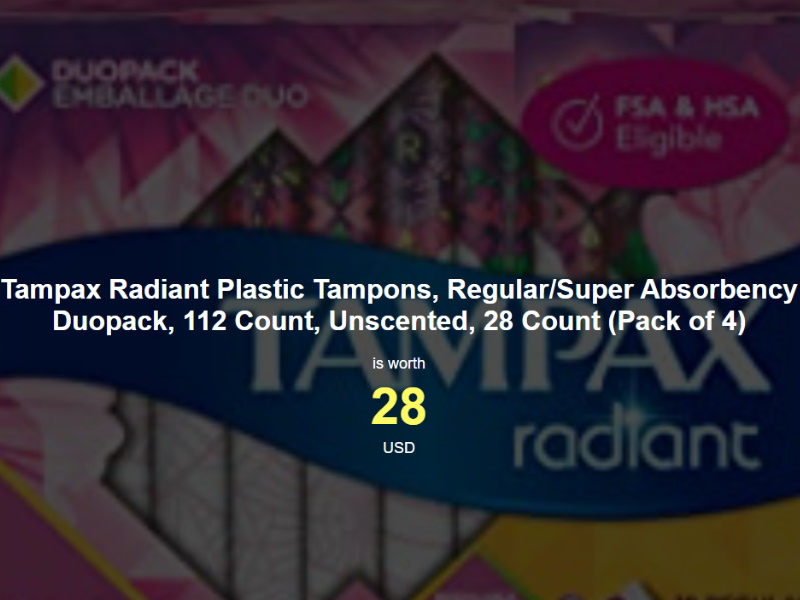 DUOPACK
EMBALLAGE DUO
FSA & HSA
Eligible
Tampax Radiant Plastic Tampons, Regular/Super Absorbency
Duopack, 112 Count, Unscented, 28 Count (Pack of 4)
TAMPAX
is worth
28
radiant
USD